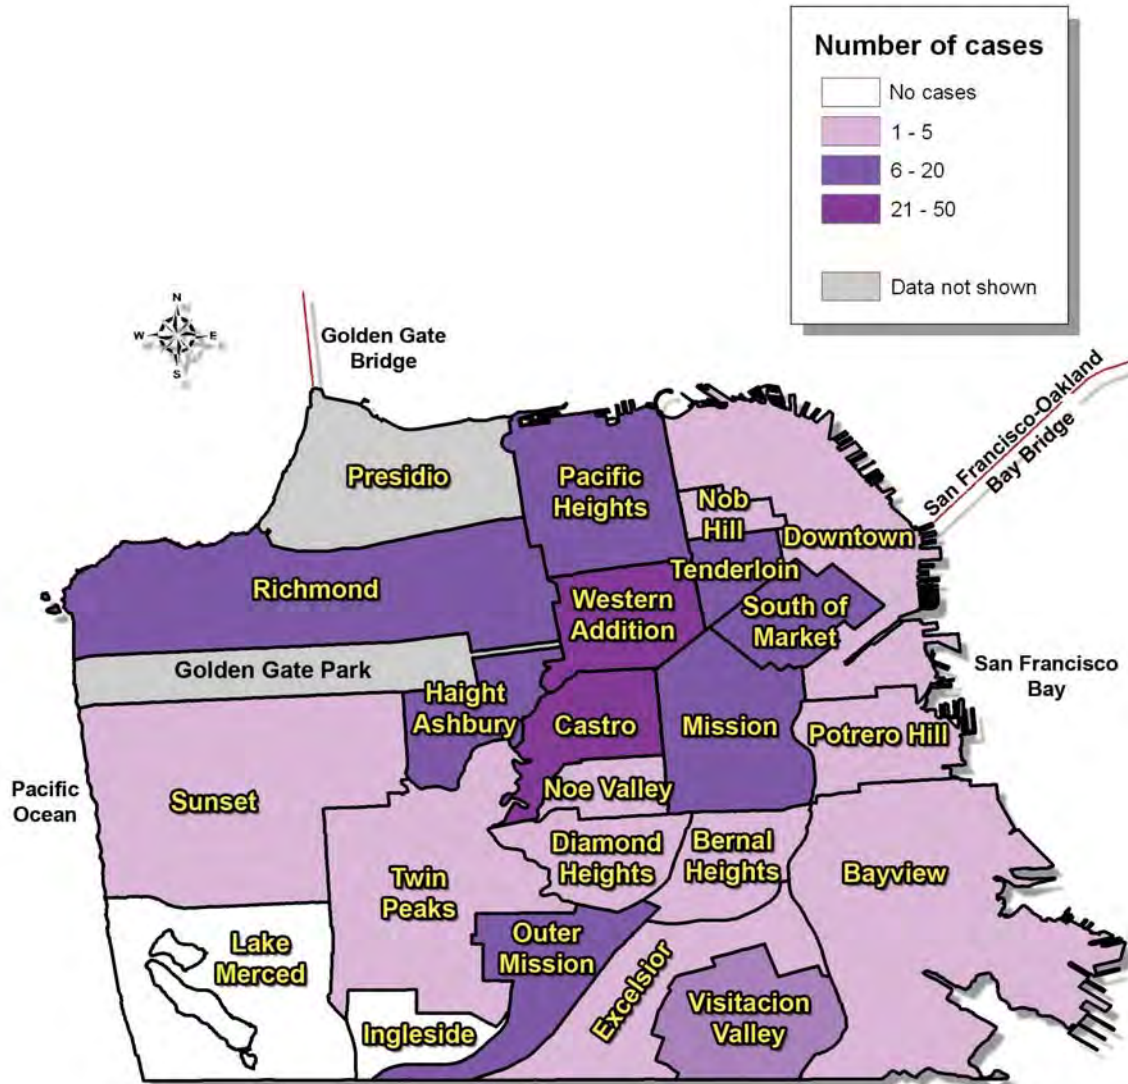 Number of cases
No cases
1 - 5
6 - 20
21 - 50
Data not shown
N
W
E
S
Golden Gate
Bridge
San Francisco-Oakland
Bay Bridge
Presidio
Pacific
Heights
Nob
Hill
Downtown
Richmond
Tenderloin
Western
Addition
South of
Market
Golden Gate Park
San Francisco
Bay
Haight
Ashbury
Castro
Mission
Potrero Hill
Pacific
Ocean
Sunset
Noe Valley
Diamond
Heights
Bernal
Heights
Bayview
Twin
Peaks
Lake
Merced
Outer
Mission
Excelsior
Visitacion
Valley
Ingleside